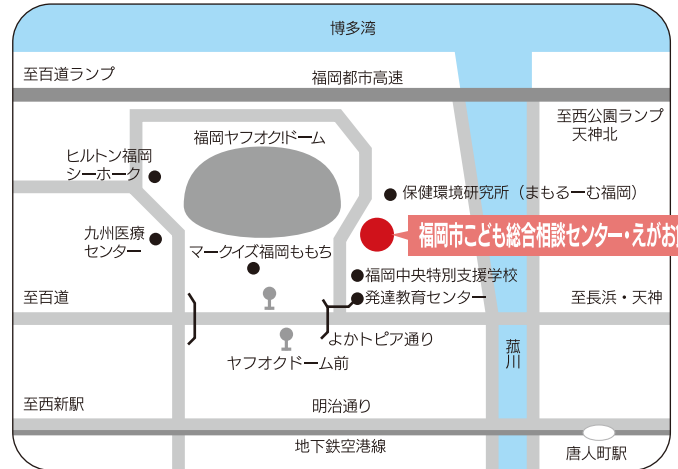 博多湾
至百道ランプ
福岡都市高速
至西公園ランプ
天神北
福岡ヤフオク!ドーム
ヒルトン福岡
シーホーク
保健環境研究所（まもるーむ福岡）
九州医療
センター
福岡市こども総合相談センター・えがお
マークイズ福岡ももち
福岡中央特別支援学校
発達教育センター
至百道
至長浜・天神
よかトピア通り
菰川
ヤフオクドーム前
至西新駅
明治通り
地下鉄空港線
唐人町駅